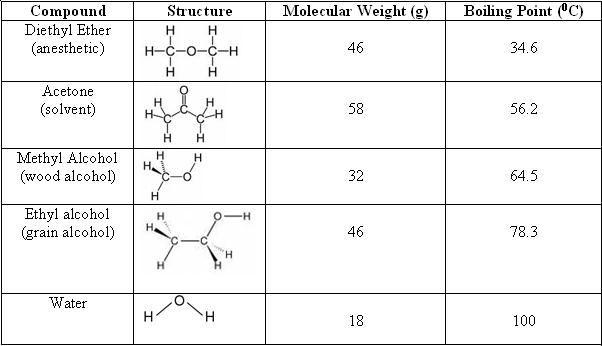 Compound Structure Molecular Weight (g) Boiling Point (⁰C)
Diethyl Ether
(anesthetic)
H H
H–C–O–C–H
H H
46 34.6
Acetone
(solvent)
O
H H
H C C C H
H H
58 56.2
Methyl Alcohol
(wood alcohol)
H H
H
C–O
H
32 64.5
Ethyl alcohol
(grain alcohol)
H O–H
H
C–C
H
H H
46 78.3
Water
O
H H
18 100